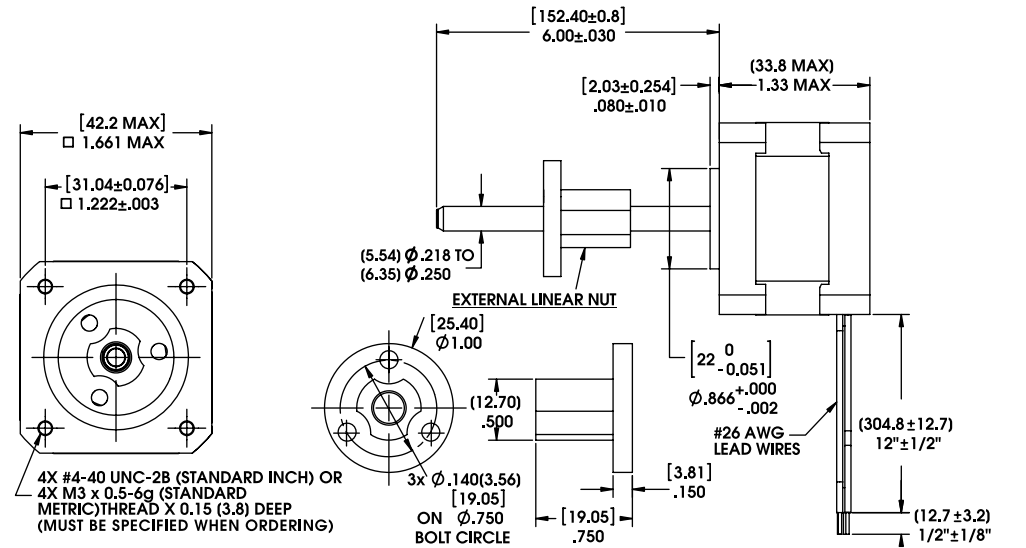 [152.40±0.8]
6.00±.030
(33.8 MAX)
1.33 MAX
[2.03±0.254]
.080±.010
[42.2 MAX]
□ 1.661 MAX
[31.04±0.076]
□ 1.222±.003
(5.54) Ø.218 TO
(6.35) Ø.250
EXTERNAL LINEAR NUT
[25.40]
Ø1.00
[22 0 -0.051]
Ø.866 +.000 -.002
(12.70)
.500
#26 AWG
LEAD WIRES
(304.8±12.7)
12"±1/2"
4X #4-40 UNC-2B (STANDARD INCH) OR
4X M3 x 0.5-6g (STANDARD
METRIC)THREAD X 0.15 (3.8) DEEP
(MUST BE SPECIFIED WHEN ORDERING)
3x Ø.140(3.56)
[19.05]
ON Ø.750
BOLT CIRCLE
[3.81]
.150
[19.05]
.750
(12.7±3.2)
1/2"±1/8"